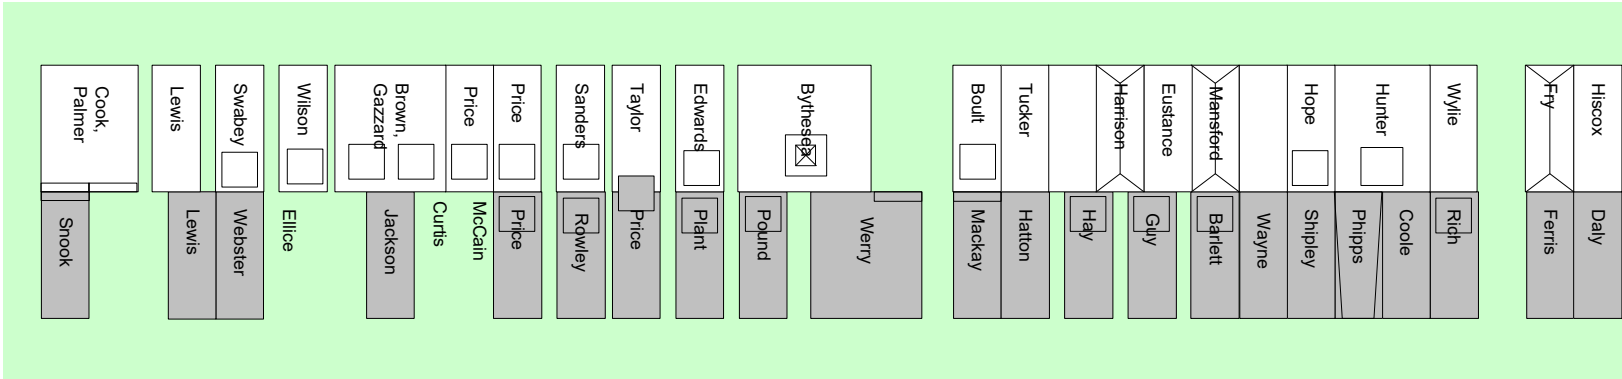 Cook,
Palmer
Lewis
Swabey
Wilson
Brown,
Gazzard
Price
Price
Sanders
Taylor
Edwards
Bythesea
Boult
Tucker
Harrison
Eustance
Mansford
Hope
Hunter
Wylie
Fry
Hiscox
Snook
Lewis
Webster
Ellice
Jackson
Curtis
McCain
Price
Rowley
Price
Plant
Pound
Werry
Mackay
Hatton
Hay
Guy
Barlett
Wayne
Shipley
Phipps
Coole
Rich
Ferris
Daly